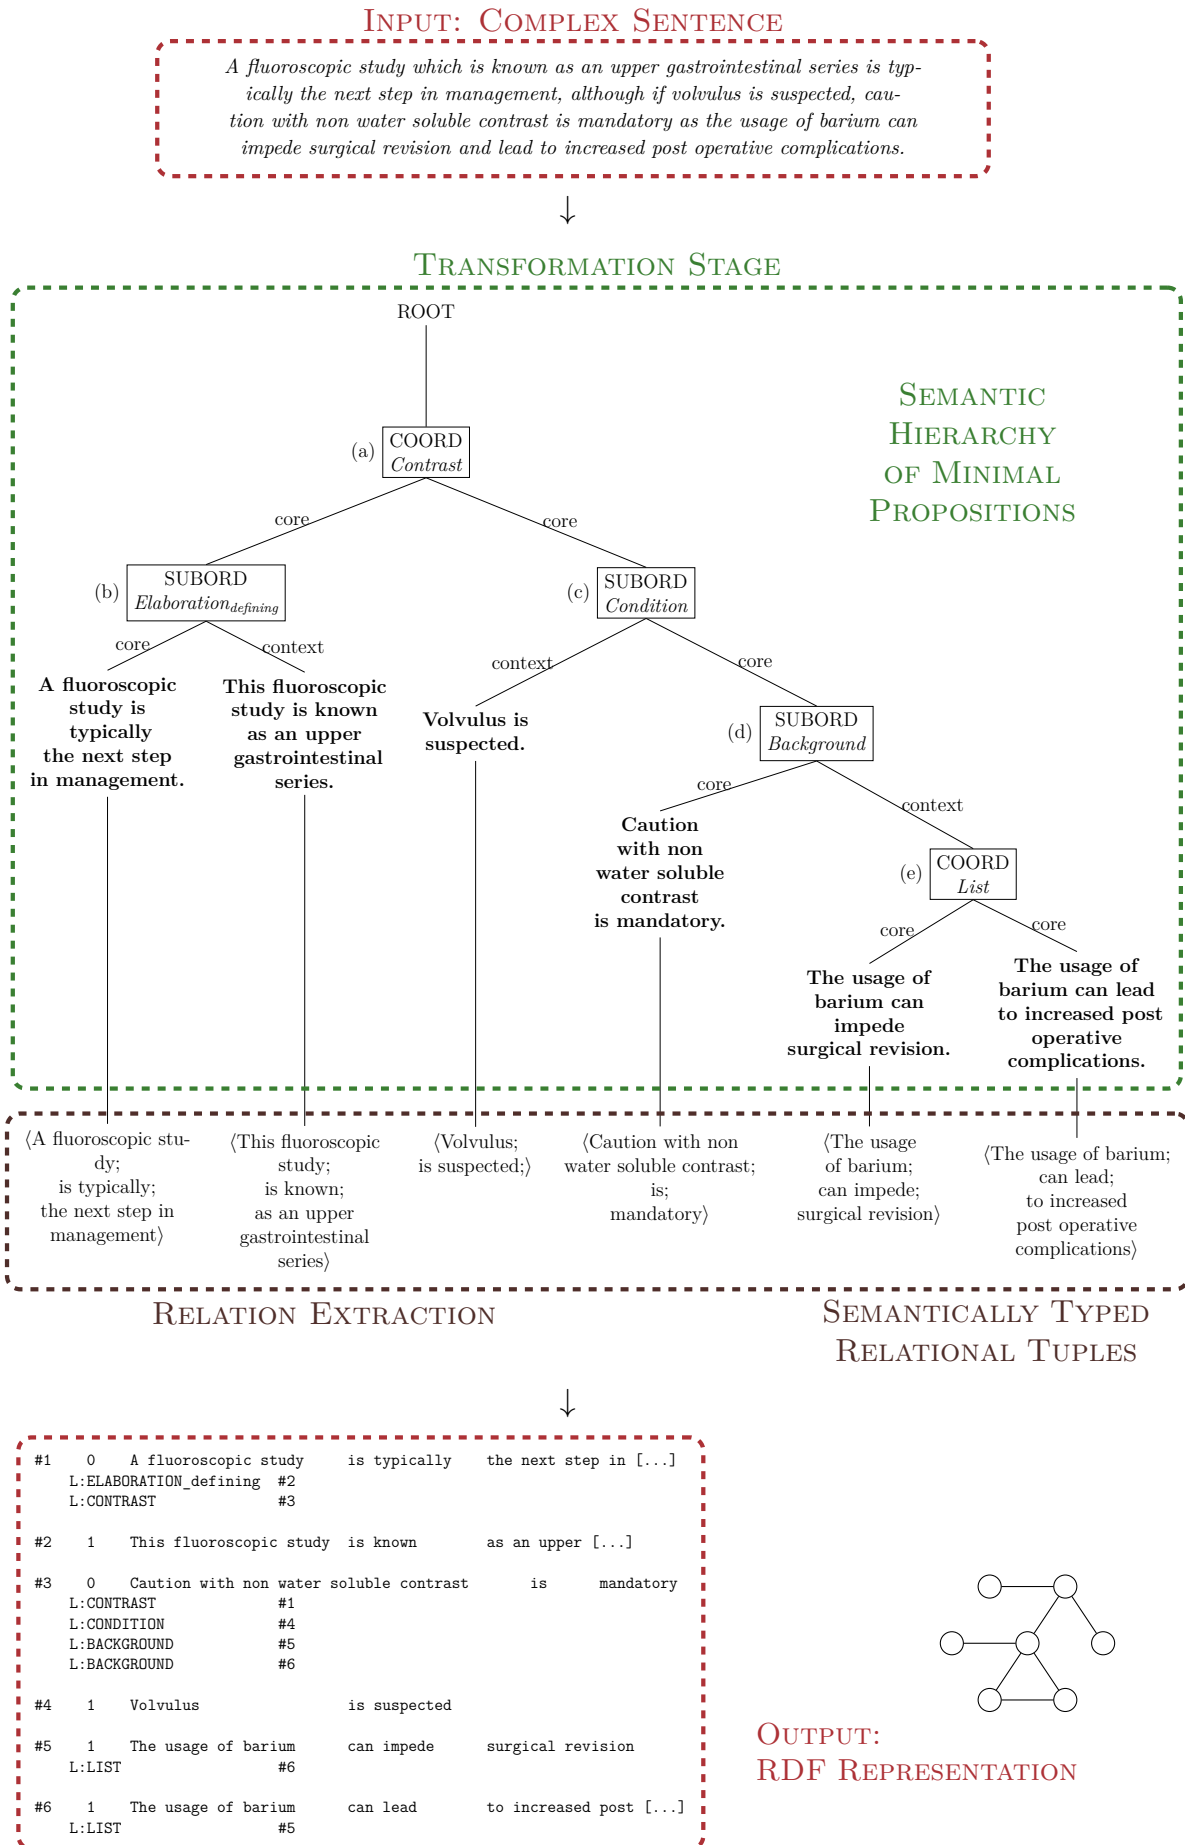 INPUT: COMPLEX SENTENCE
A fluoroscopic study which is known as an upper gastrointestinal series is typ-
ically the next step in management, although if volvulus is suspected, cau-
tion with non water soluble contrast is mandatory as the usage of barium can
impede surgical revision and lead to increased post operative complications.
↓
TRANSFORMATION STAGE
ROOT
SEMANTIC
HIERARCHY
OF MINIMAL
PROPOSITIONS
(a)
COORD
Contrast
core
core
(b)
SUBORD
Elaboration_defining
(c)
SUBORD
Condition
core
context
context
core
A fluoroscopic
study is
typically
the next step
in management.
This fluoroscopic
study is known
as an upper
gastrointestinal
series.
Volvulus is
suspected.
(d)
SUBORD
Background
core
context
Caution
with non
water soluble
contrast
is mandatory.
(e)
COORD
List
core
core
The usage of
barium can
impede
surgical revision.
The usage of
barium can lead
to increased post
operative
complications.
⟨A fluoroscopic stu-
dy;
is typically;
the next step in
management⟩
⟨This fluoroscopic
study;
is known;
as an upper
gastrointestinal
series⟩
⟨Volvulus;
is suspected;⟩
⟨Caution with non
water soluble contrast;
is;
mandatory⟩
⟨The usage
of barium;
can impede;
surgical revision⟩
⟨The usage of barium;
can lead;
to increased
post operative
complications⟩
RELATION EXTRACTION
SEMANTICALLY TYPED
RELATIONAL TUPLES
↓
#1 0 A fluoroscopic study is typically the next step in [...]
L:ELABORATION_defining #2
L:CONTRAST #3
#2 1 This fluoroscopic study is known as an upper [...]
#3 0 Caution with non water soluble contrast is mandatory
L:CONTRAST #1
L:CONDITION #4
L:BACKGROUND #5
L:BACKGROUND #6
#4 1 Volvulus is suspected
#5 1 The usage of barium can impede surgical revision
L:LIST #6
#6 1 The usage of barium can lead to increased post [...]
L:LIST #5
OUTPUT:
RDF REPRESENTATION